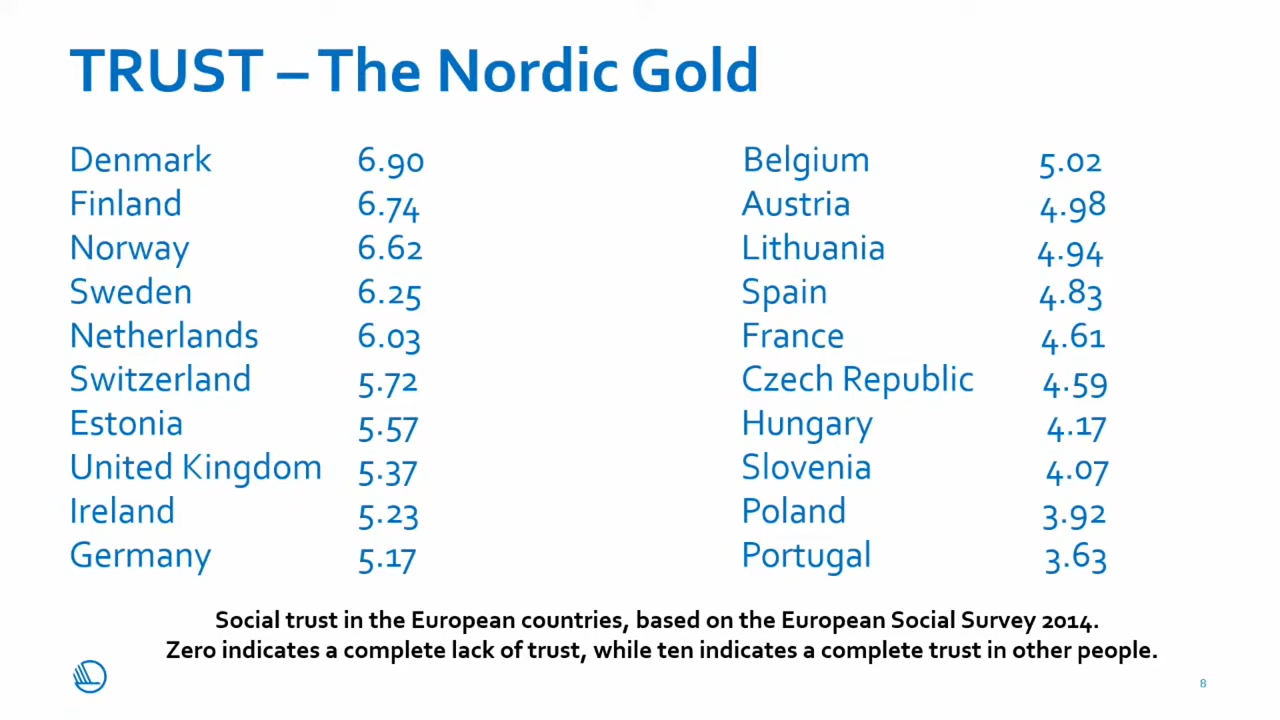 TRUST – The Nordic Gold
Denmark 6.90
Finland 6.74
Norway 6.62
Sweden 6.25
Netherlands 6.03
Switzerland 5.72
Estonia 5.57
United Kingdom 5.37
Ireland 5.23
Germany 5.17
Belgium 5.02
Austria 4.98
Lithuania 4.94
Spain 4.83
France 4.61
Czech Republic 4.59
Hungary 4.17
Slovenia 4.07
Poland 3.92
Portugal 3.63
Social trust in the European countries, based on the European Social Survey 2014.
Zero indicates a complete lack of trust, while ten indicates a complete trust in other people.
8